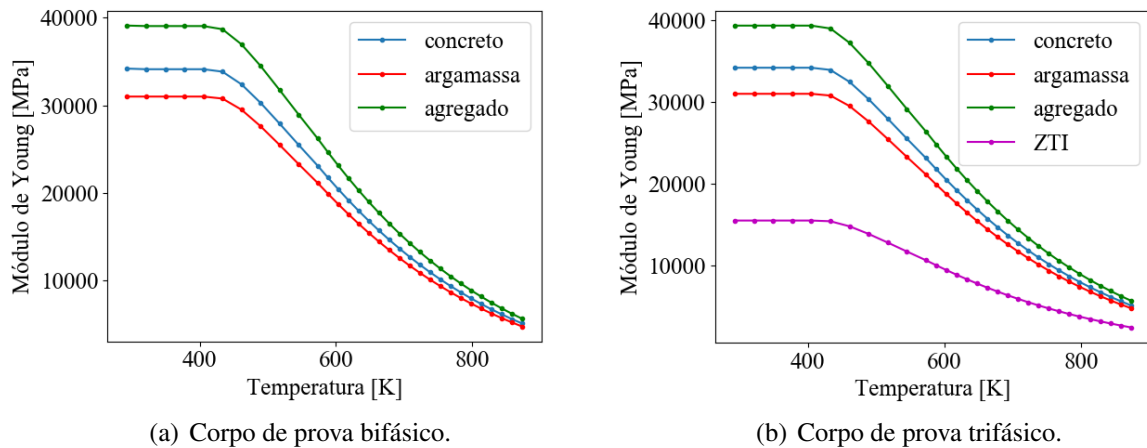 40000
30000
20000
10000
Módulo de Young [MPa]
concreto
argamassa
agregado
400
600
800
Temperatura [K]
(a) Corpo de prova bifásico.
40000
30000
20000
10000
Módulo de Young [MPa]
concreto
argamassa
agregado
ZTI
400
600
800
Temperatura [K]
(b) Corpo de prova trifásico.